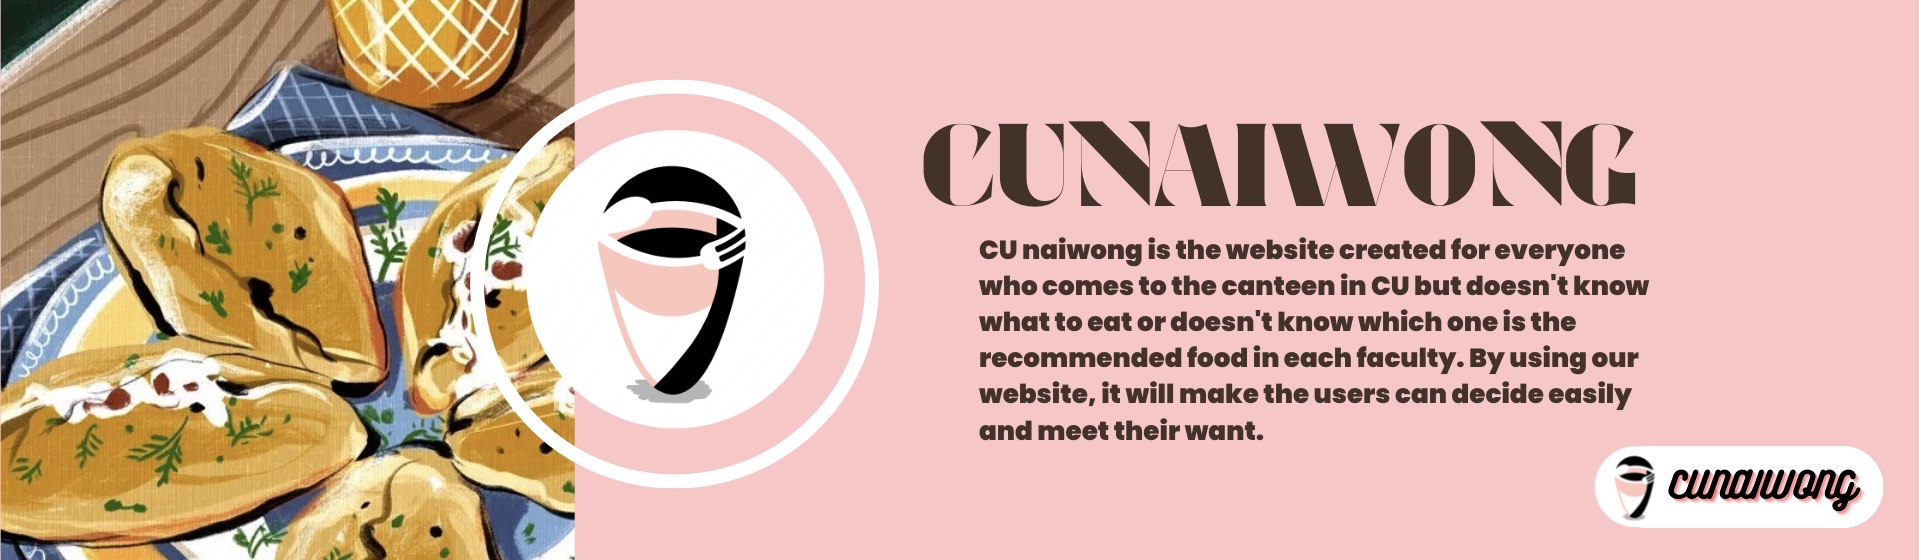 CUNAIWONG
CU naiwong is the website created for everyone
who comes to the canteen in CU but doesn't know
what to eat or doesn't know which one is the
recommended food in each faculty. By using our
website, it will make the users can decide easily
and meet their want.
cunaiwong